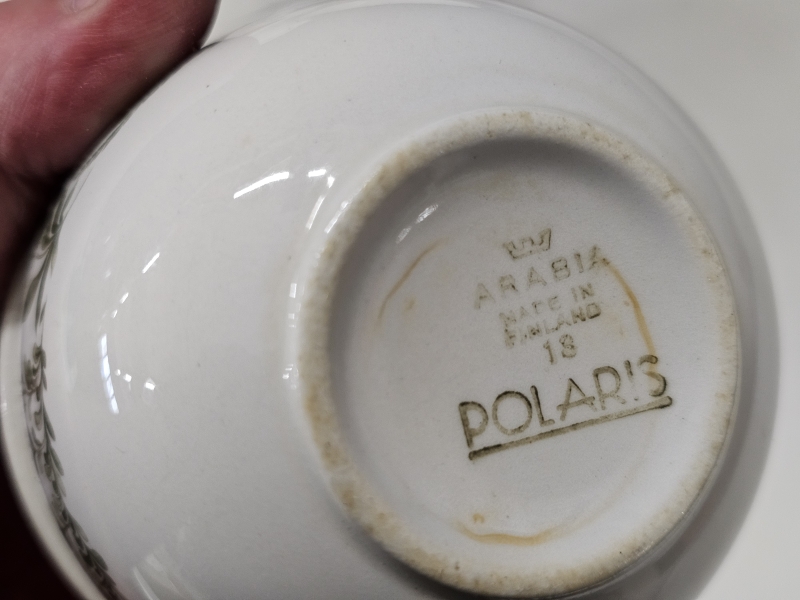 ARABIA
MADE IN
FINLAND
13
POLARIS